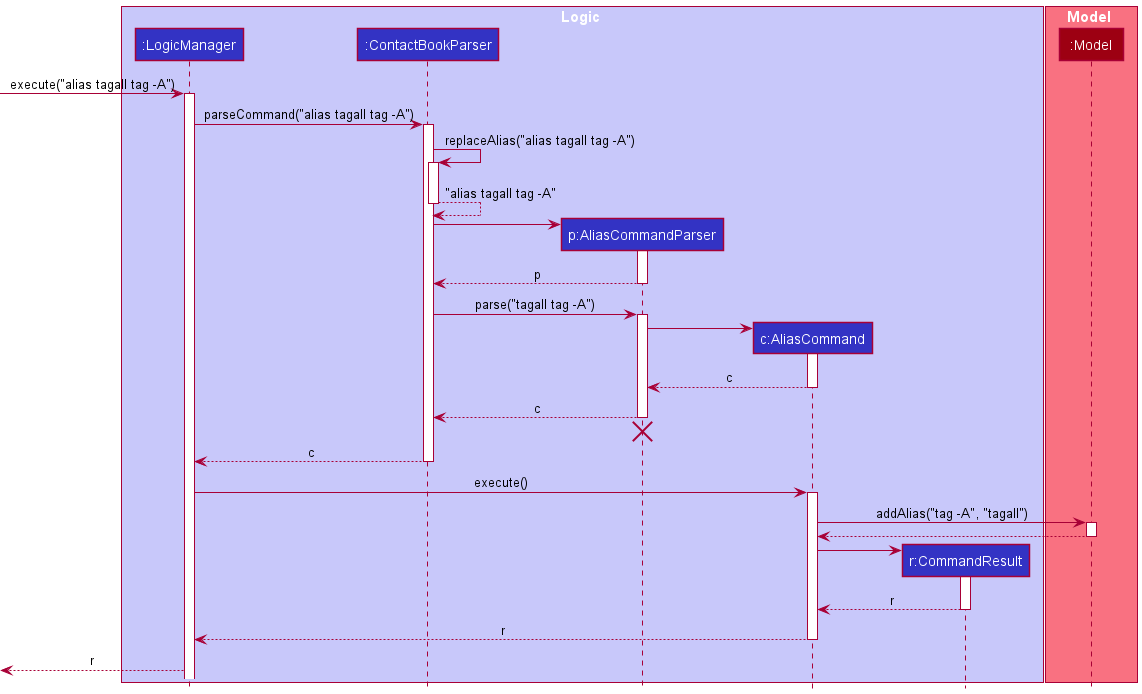 Logic
Model
:LogicManager
:ContactBookParser
:Model
execute("alias tagall tag -A")
parseCommand("alias tagall tag -A")
replaceAlias("alias tagall tag -A")
"alias tagall tag -A"
p:AliasCommandParser
p
parse("tagall tag -A")
c:AliasCommand
c
c
c
execute()
addAlias("tag -A", "tagall")
r:CommandResult
r
r
r